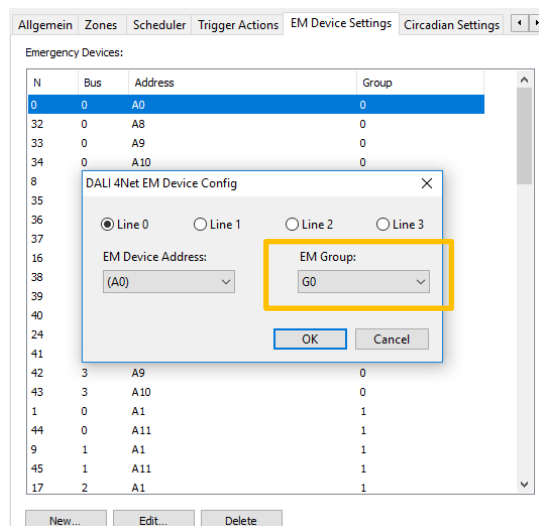 Allgemein Zones Scheduler Trigger Actions EM Device Settings Circadian Settings
Emergency Devices:
N Bus Address Group
0 0 A0 0
32 0 A8 0
33 0 A9 0
34 0 A10 0
8
35
36
37
16
38
39
40
24
41
DALI 4Net EM Device Config
Line 0 Line 1 Line 2 Line 3
EM Device Address: EM Group:
(A0) G0
OK Cancel
42 3 A9 0
43 3 A10 0
1 0 A1 1
44 0 A11 1
9 1 A1 1
45 1 A11 1
17 2 A1 1
New... Edit... Delete